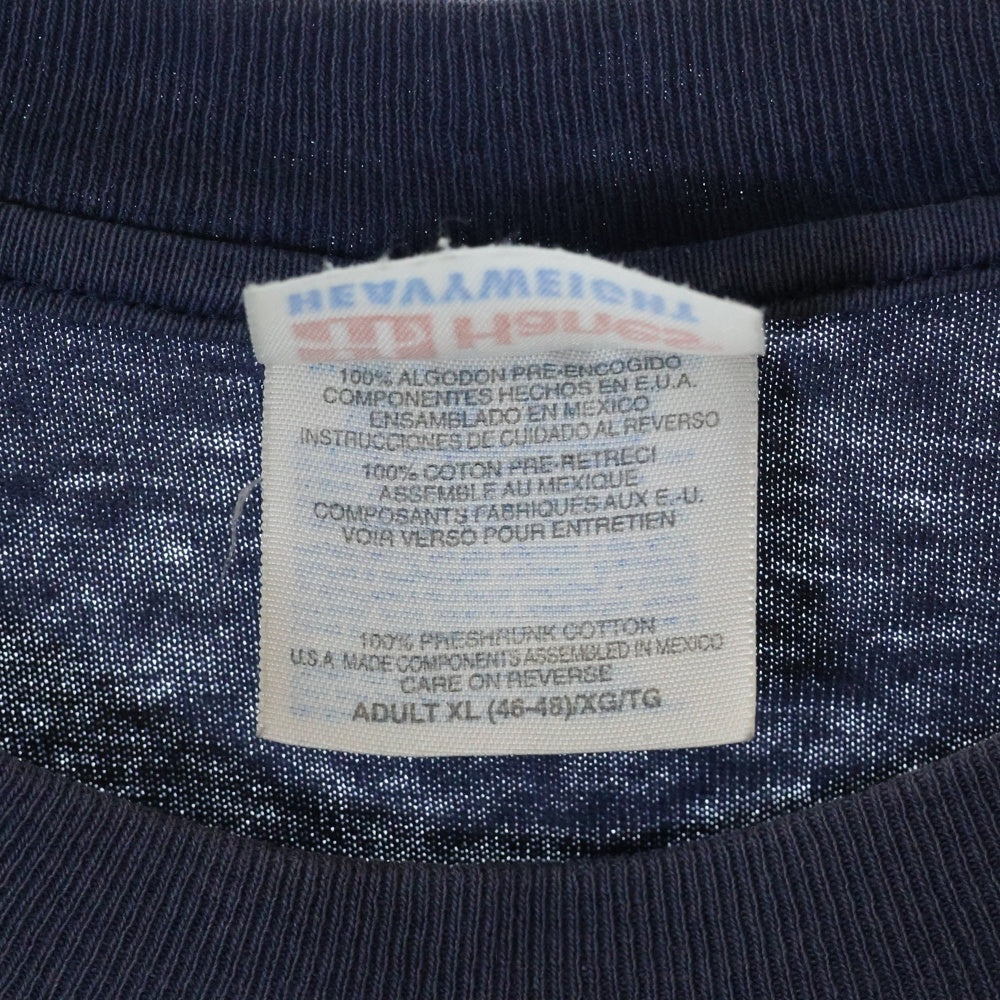 HEAVYWEIGHT
Hanes
100% ALGODON PRE-ENCOGIDO
COMPONENTES HECHOS EN E.U.A.
ENSAMBLADO EN MEXICO
INSTRUCCIONES DE CUIDADO AL REVERSO
100% COTON PRE-RETRECI
ASSEMBLE AU MEXIQUE
COMPOSANTS FABRIQUES AUX E.-U.
VOIR VERSO POUR ENTRETIEN
100% PRESHRUNK COTTON
U.S.A. MADE COMPONENTS ASSEMBLED IN MEXICO
CARE ON REVERSE
ADULT XL (46-48)/XG/TG